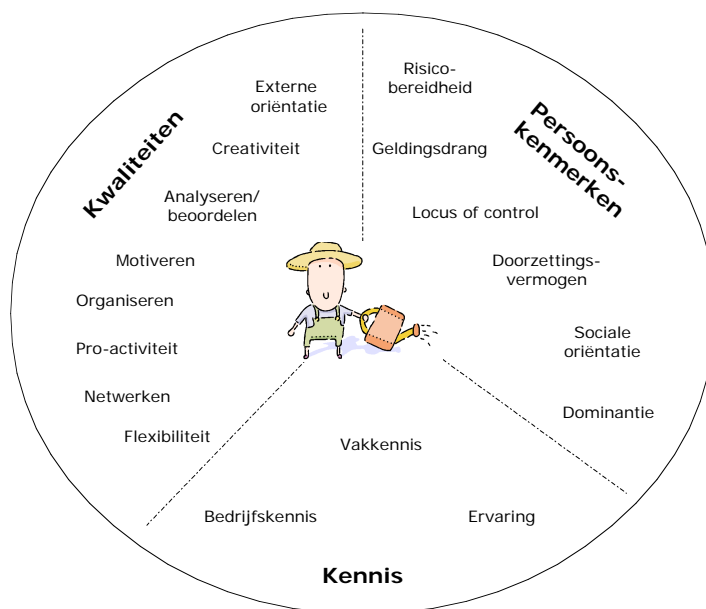 Kwaliteiten
Externe
oriëntatie
Creativiteit
Analyseren/
beoordelen
Motiveren
Organiseren
Pro-activiteit
Netwerken
Flexibiliteit
Persoons-
kenmerken
Risico-
bereidheid
Geldingsdrang
Locus of control
Doorzettings-
vermogen
Sociale
oriëntatie
Dominantie
Vakkennis
Bedrijfskennis
Ervaring
Kennis